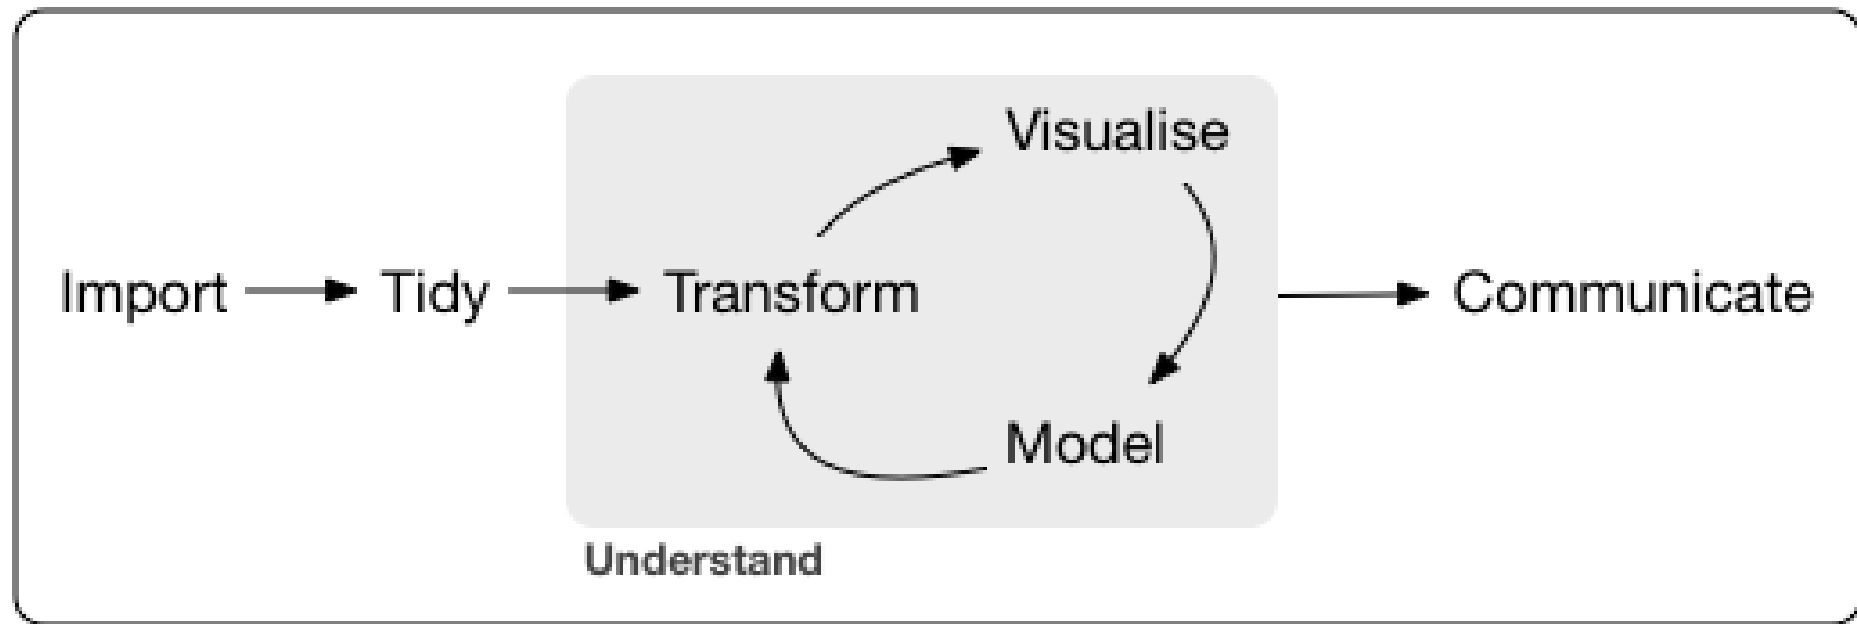 Visualise
Import Tidy Transform Communicate
Model
Understand